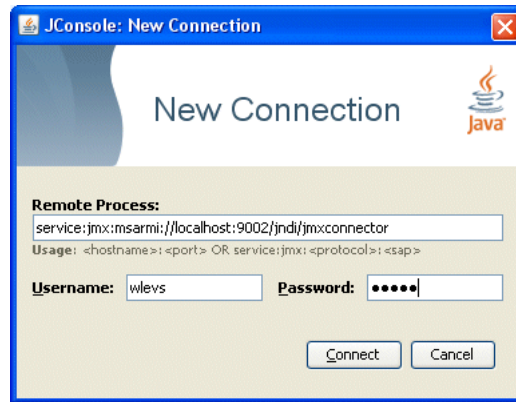 JConsole: New Connection
New Connection
Java
Remote Process:
service:jmx:msarmi://localhost:9002/jndi/jmxconnector
Usage: <hostname>:<port> OR service:jmx:<protocol>:<sap>
Username: wlevs Password: •••••
Connect Cancel